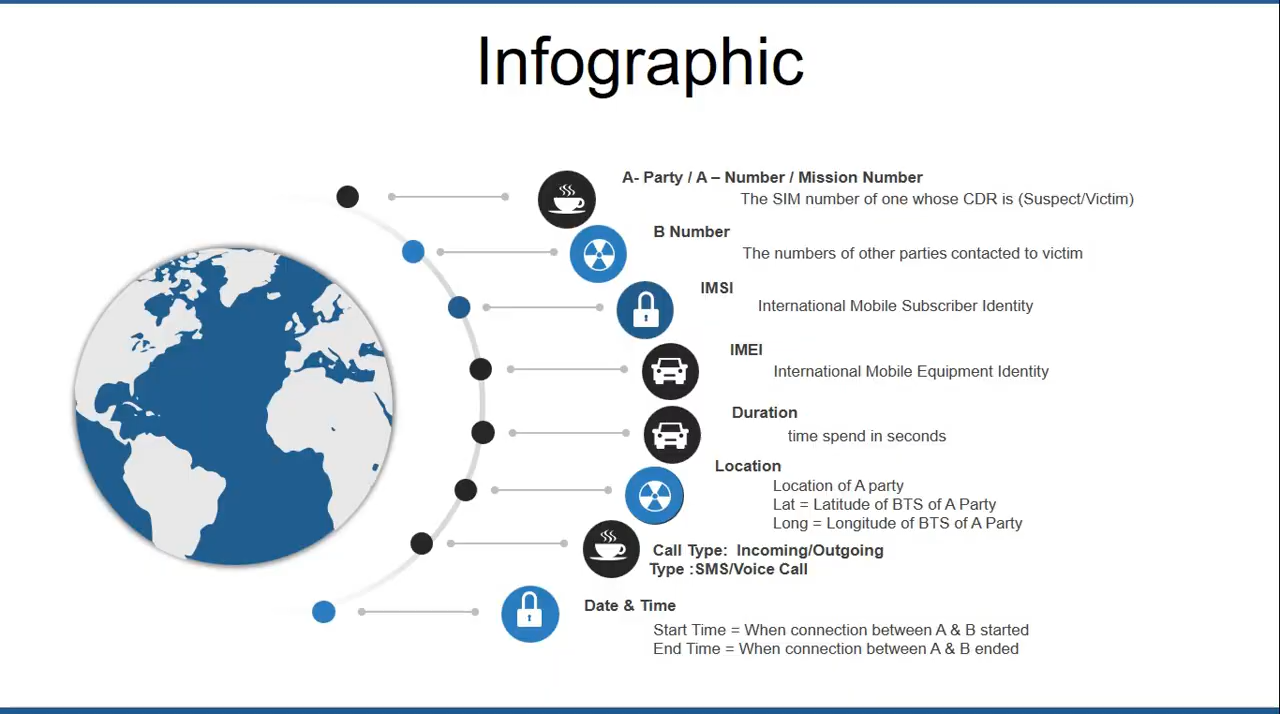 Infographic
A- Party / A – Number / Mission Number
The SIM number of one whose CDR is (Suspect/Victim)
B Number
The numbers of other parties contacted to victim
IMSI
International Mobile Subscriber Identity
IMEI
International Mobile Equipment Identity
Duration
time spend in seconds
Location
Location of A party
Lat = Latitude of BTS of A Party
Long = Longitude of BTS of A Party
Call Type: Incoming/Outgoing
Type :SMS/Voice Call
Date & Time
Start Time = When connection between A & B started
End Time = When connection between A & B ended